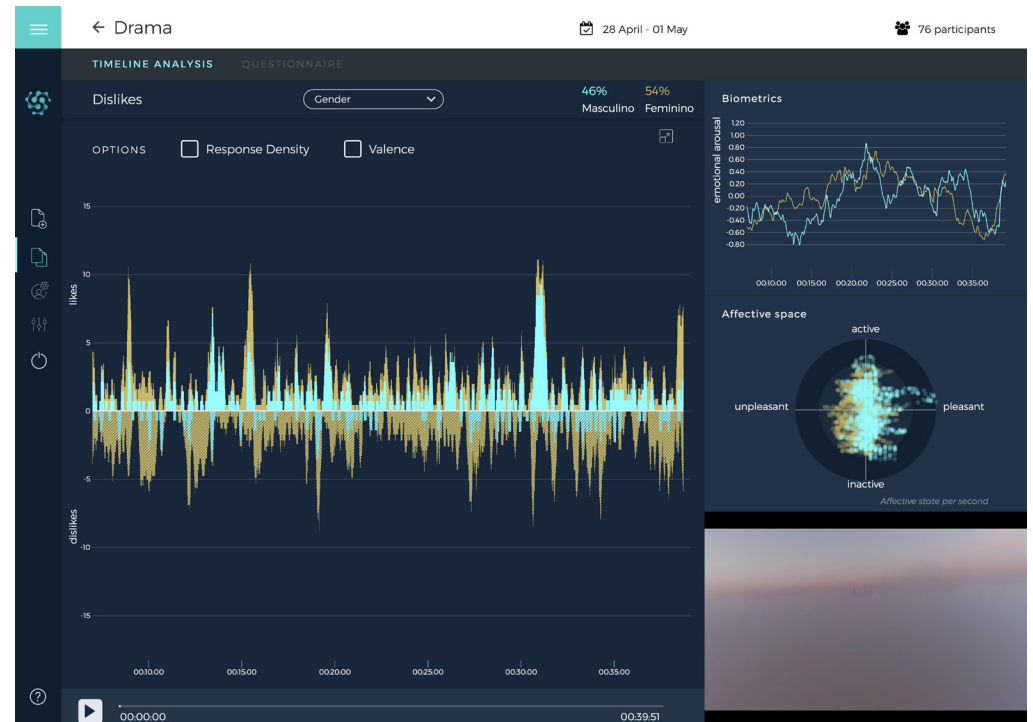 ← Drama
28 April - 01 May
76 participants
TIMELINE ANALYSIS QUESTIONNAIRE
Dislikes
Gender
46% 54%
Masculino Feminino
OPTIONS Response Density Valence
15
10
5
0
-5
-10
-15
likes
dislikes
00:10:00 00:15:00 00:20:00 00:25:00 00:30:00 00:35:00
00:00:00 00:39:51
Biometrics
emotional arousal
1.20
1.00
0.80
0.60
0.40
0.20
0.00
-0.20
-0.40
-0.60
-0.80
00:10:00 00:15:00 00:20:00 00:25:00 00:30:00 00:35:00
Affective space
active
unpleasant pleasant
inactive
Affective state per second
?